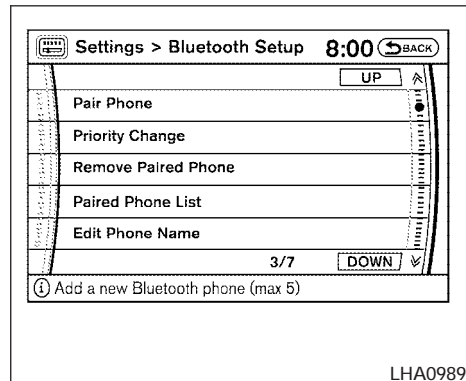 Settings > Bluetooth Setup 8:00 BACK
UP
Pair Phone
Priority Change
Remove Paired Phone
Paired Phone List
Edit Phone Name
3/7 DOWN
i Add a new Bluetooth phone (max 5)
LHA0989